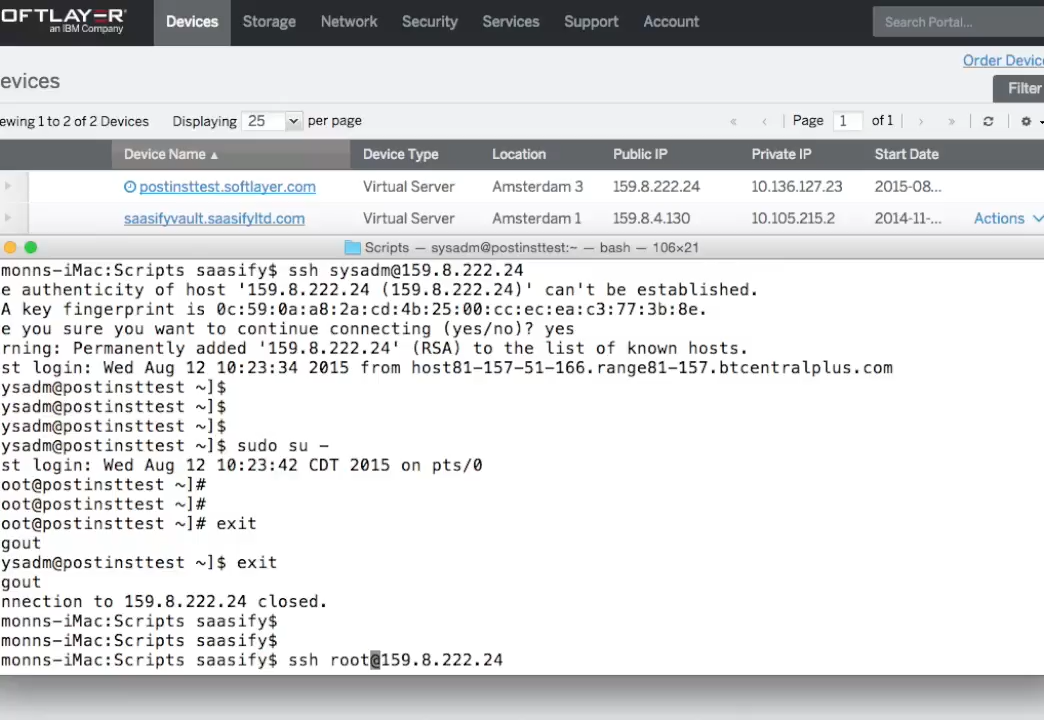 OFTLAYER
an IBM Company
Devices Storage Network Security Services Support Account Search Portal...
Order Devic
evices
Filter
ewing 1 to 2 of 2 Devices Displaying 25 per page « ‹ Page 1 of 1 › »
Device Name ▲ Device Type Location Public IP Private IP Start Date
postinsttest.softlayer.com Virtual Server Amsterdam 3 159.8.222.24 10.136.127.23 2015-08...
saasifyvault.saasifyltd.com Virtual Server Amsterdam 1 159.8.4.130 10.105.215.2 2014-11-... Actions
Scripts — sysadm@postinsttest:~ — bash — 106×21
monns-iMac:Scripts saasify$ ssh sysadm@159.8.222.24
e authenticity of host '159.8.222.24 (159.8.222.24)' can't be established.
A key fingerprint is 0c:59:0a:a8:2a:cd:4b:25:00:cc:ec:ea:c3:77:3b:8e.
e you sure you want to continue connecting (yes/no)? yes
rning: Permanently added '159.8.222.24' (RSA) to the list of known hosts.
st login: Wed Aug 12 10:23:34 2015 from host81-157-51-166.range81-157.btcentralplus.com
ysadm@postinsttest ~]$
ysadm@postinsttest ~]$
ysadm@postinsttest ~]$
ysadm@postinsttest ~]$ sudo su -
st login: Wed Aug 12 10:23:42 CDT 2015 on pts/0
oot@postinsttest ~]#
oot@postinsttest ~]#
oot@postinsttest ~]# exit
gout
ysadm@postinsttest ~]$ exit
gout
nnection to 159.8.222.24 closed.
monns-iMac:Scripts saasify$
monns-iMac:Scripts saasify$
monns-iMac:Scripts saasify$ ssh root@159.8.222.24